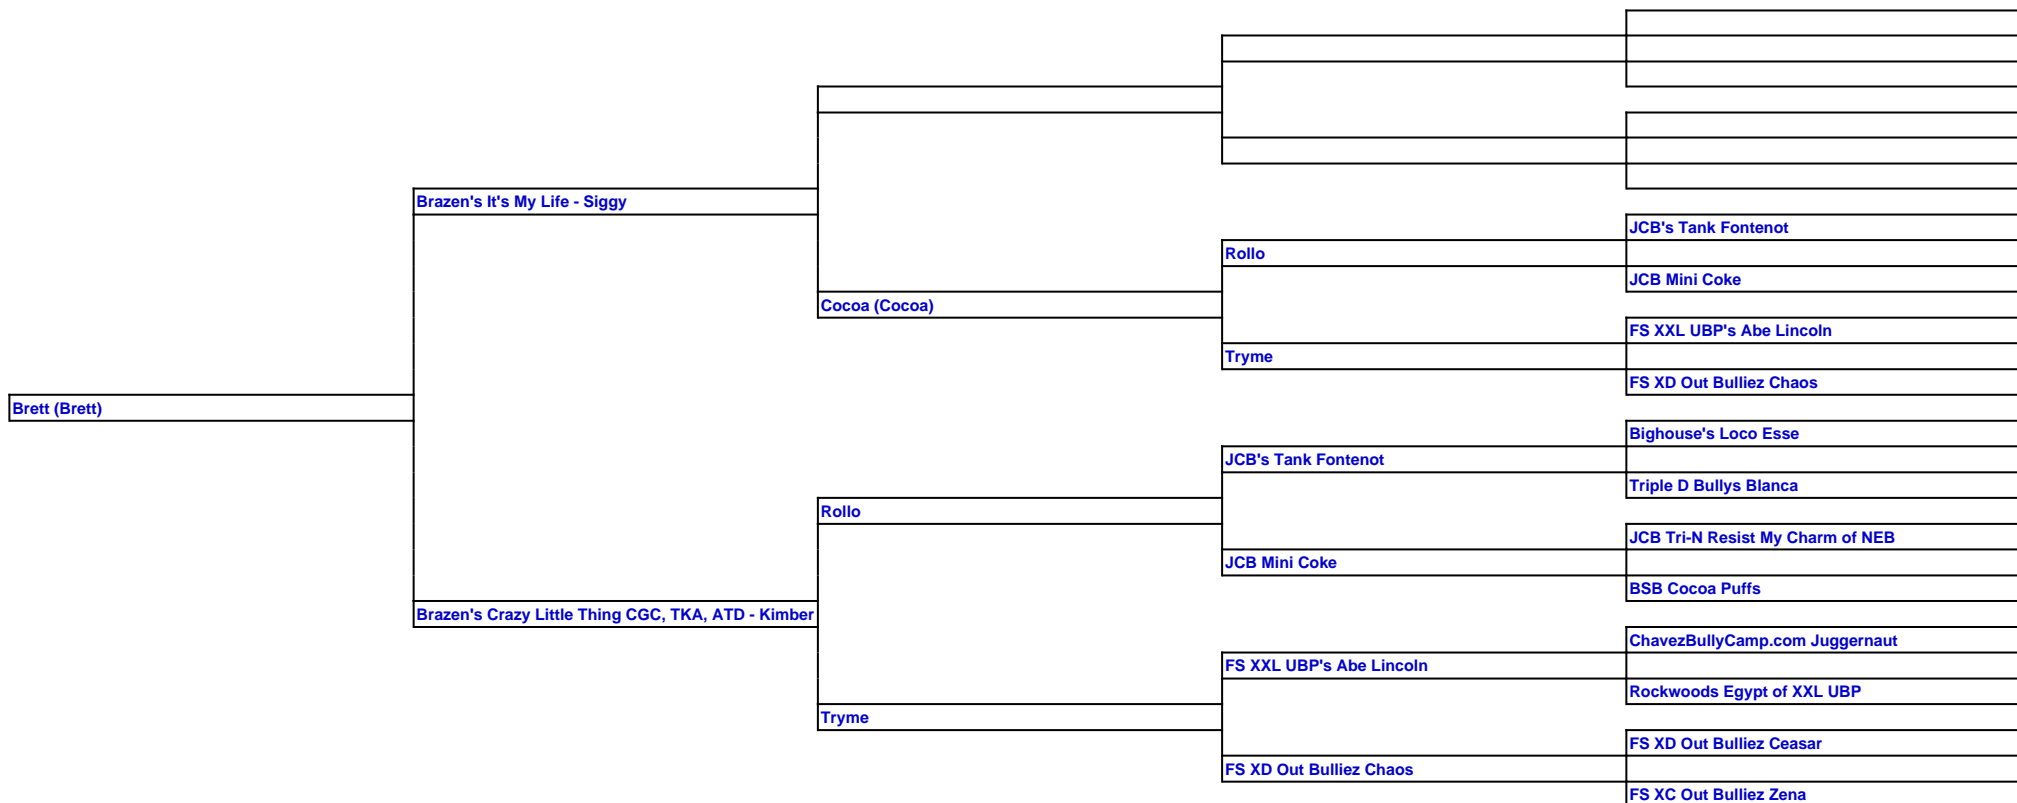 Brazen's It's My Life - Siggy
JCB's Tank Fontenot
Rollo
JCB Mini Coke
Cocoa (Cocoa)
FS XXL UBP's Abe Lincoln
Tryme
FS XD Out Bulliez Chaos
Brett (Brett)
Bighouse's Loco Esse
JCB's Tank Fontenot
Triple D Bullys Blanca
Rollo
JCB Tri-N Resist My Charm of NEB
JCB Mini Coke
BSB Cocoa Puffs
Brazen's Crazy Little Thing CGC, TKA, ATD - Kimber
ChavezBullyCamp.com Juggernaut
FS XXL UBP's Abe Lincoln
Rockwoods Egypt of XXL UBP
Tryme
FS XD Out Bulliez Ceasar
FS XD Out Bulliez Chaos
FS XC Out Bulliez Zena